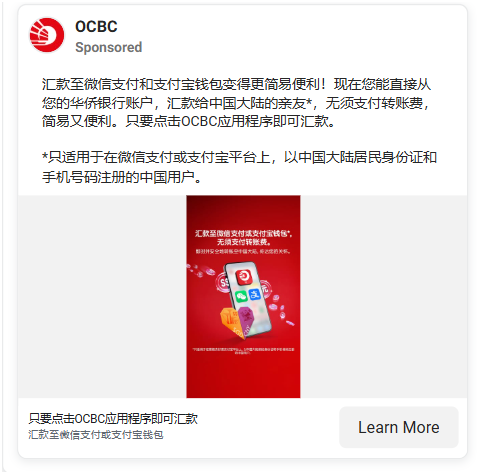 OCBC
Sponsored
汇款至微信支付和支付宝钱包变得更简易便利！现在您能直接从
您的华侨银行账户，汇款给中国大陆的亲友*，无须支付转账费，
简易又便利。只要点击OCBC应用程序即可汇款。
*只适用于在微信支付或支付宝平台上，以中国大陆居民身份证和
手机号码注册的中国用户。
汇款至微信支付或支付宝钱包*，
无须支付转账费。
只要点击OCBC应用程序即可汇款
汇款至微信支付或支付宝钱包
Learn More